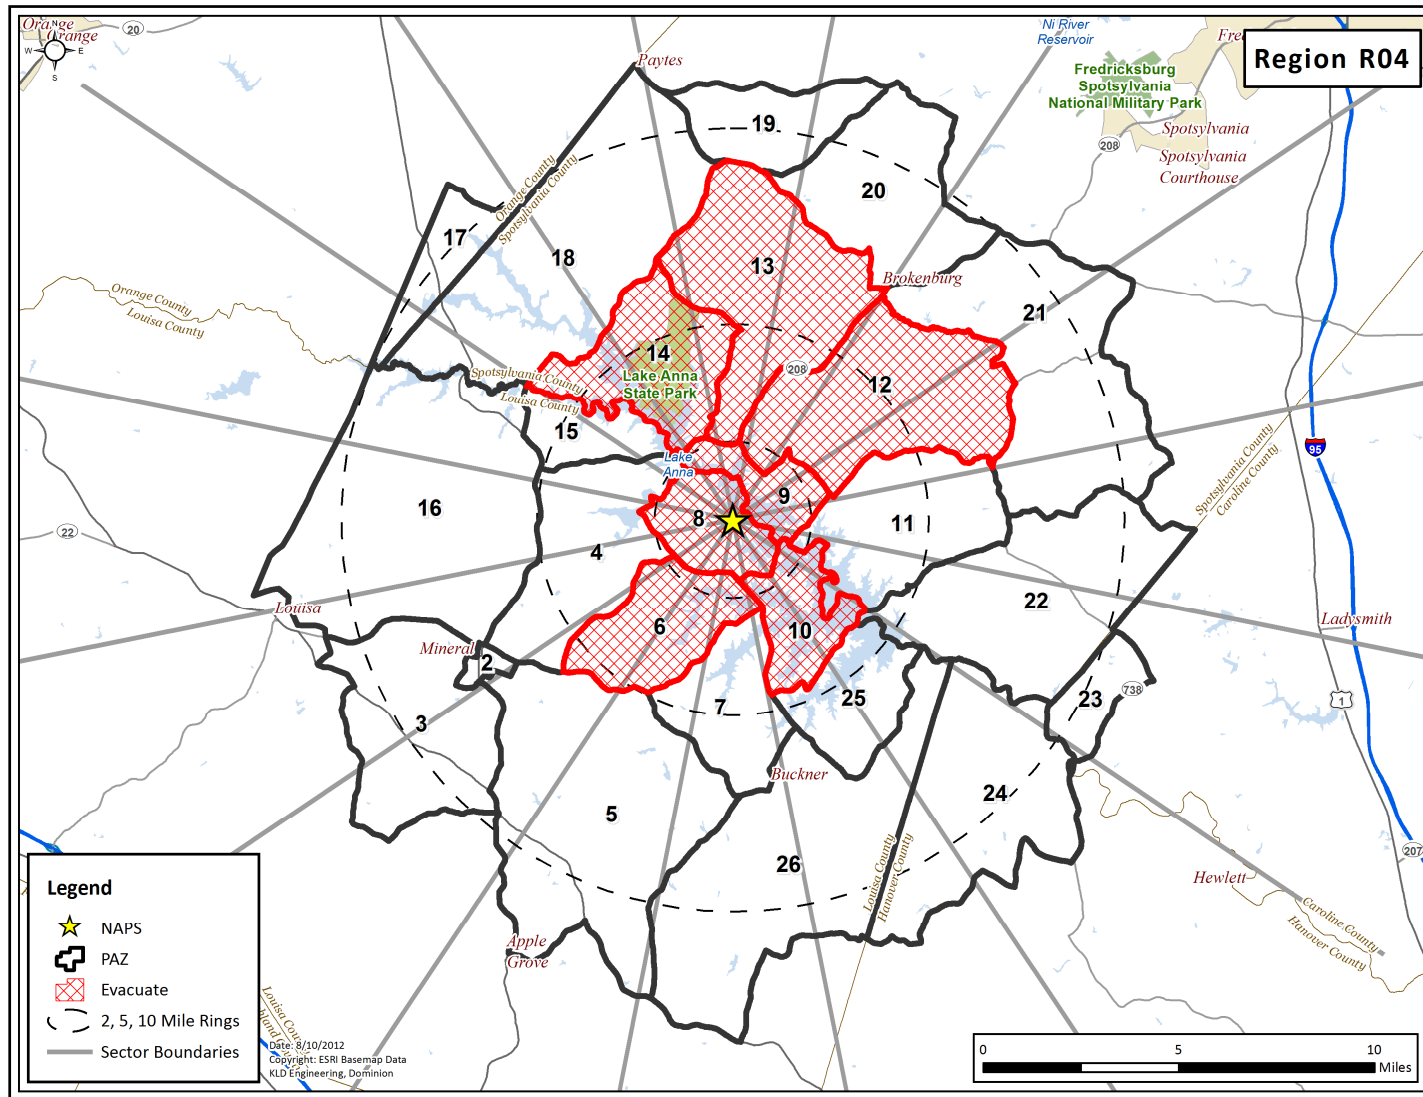 Orange
Orange
N
W
E
S
20
Paytes
Ni River
Reservoir
Region R04
Fredricksburg
Spotsylvania
National Military Park
208
Spotsylvania
Spotsylvania
Courthouse
19
20
Orange County
Spotsylvania County
17
18
13
Brokenburg
21
Orange County
Louisa County
14
Lake Anna
State Park
208
12
Spotsylvania County
Louisa County
15
Lake
Anna
95
Spotsylvania County
Caroline County
9
16
8
11
22
4
22
Louisa
6
10
Ladysmith
Mineral
2
738
23
1
25
7
3
Buckner
24
5
26
207
Louisa County
Hanover County
Hewlett
Caroline County
Hanover County
Apple
Grove
Legend
NAPS
PAZ
Evacuate
2, 5, 10 Mile Rings
Sector Boundaries
Louisa County
Date: 8/10/2012
Copyright: ESRI Basemap Data
KLD Engineering, Dominion
0
5
10
Miles